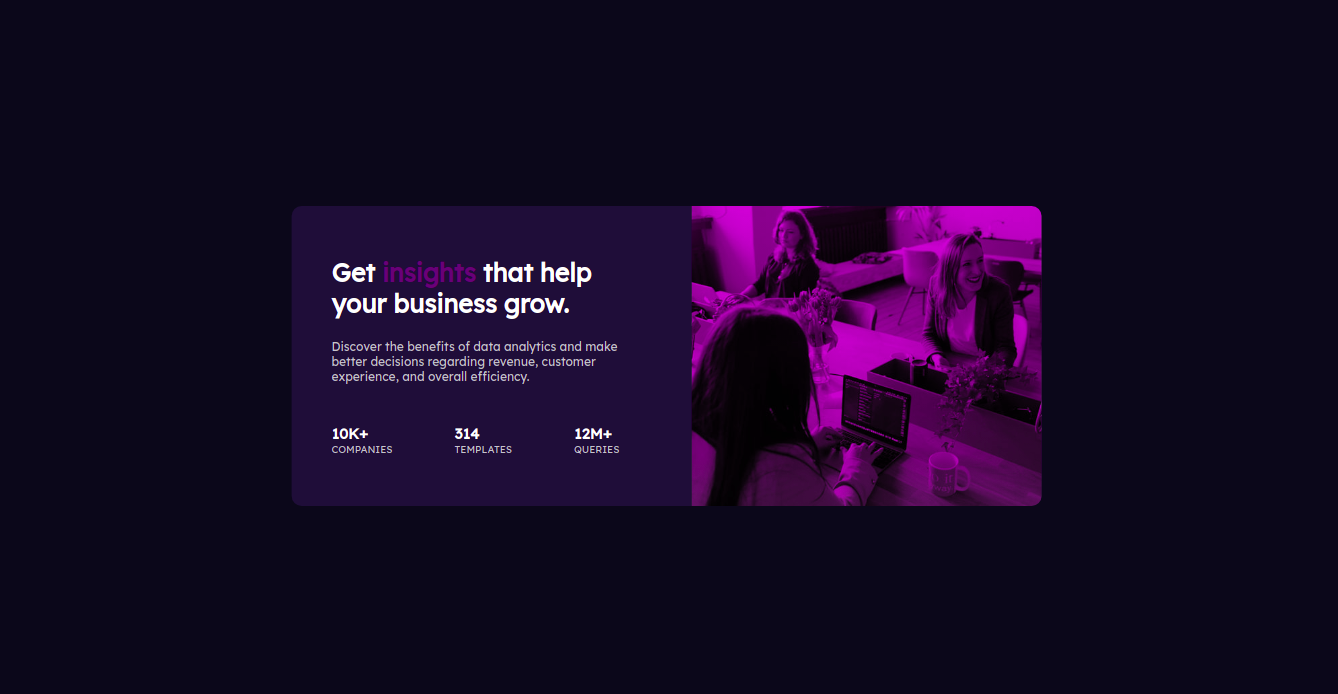 Get insights that help
your business grow.
Discover the benefits of data analytics and make
better decisions regarding revenue, customer
experience, and overall efficiency.
10K+ 314 12M+
COMPANIES TEMPLATES QUERIES